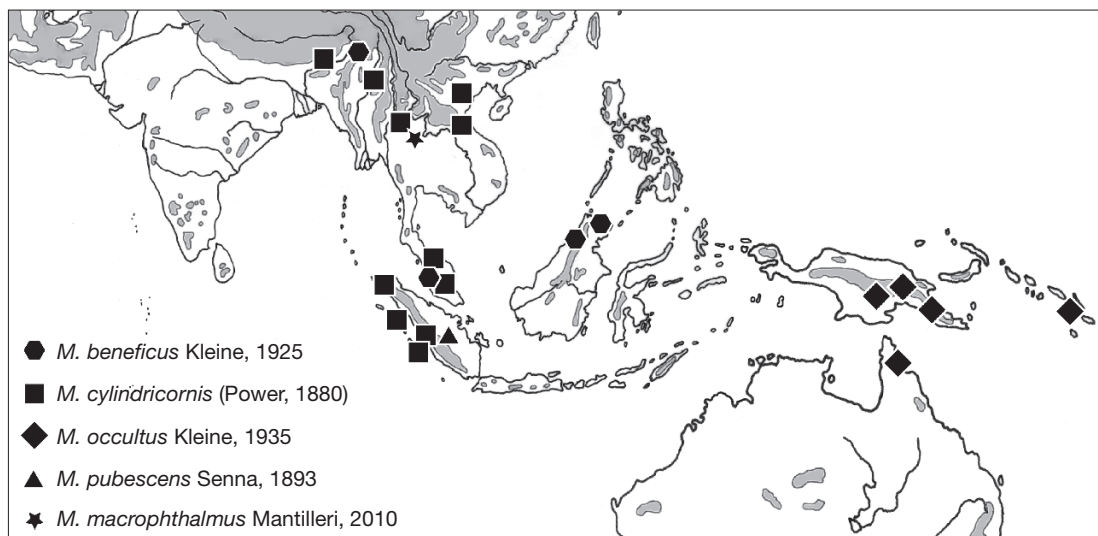 M. beneficus Kleine, 1925
M. cylindricornis (Power, 1880)
M. occultus Kleine, 1935
M. pubescens Senna, 1893
M. macrophthalmus Mantilleri, 2010